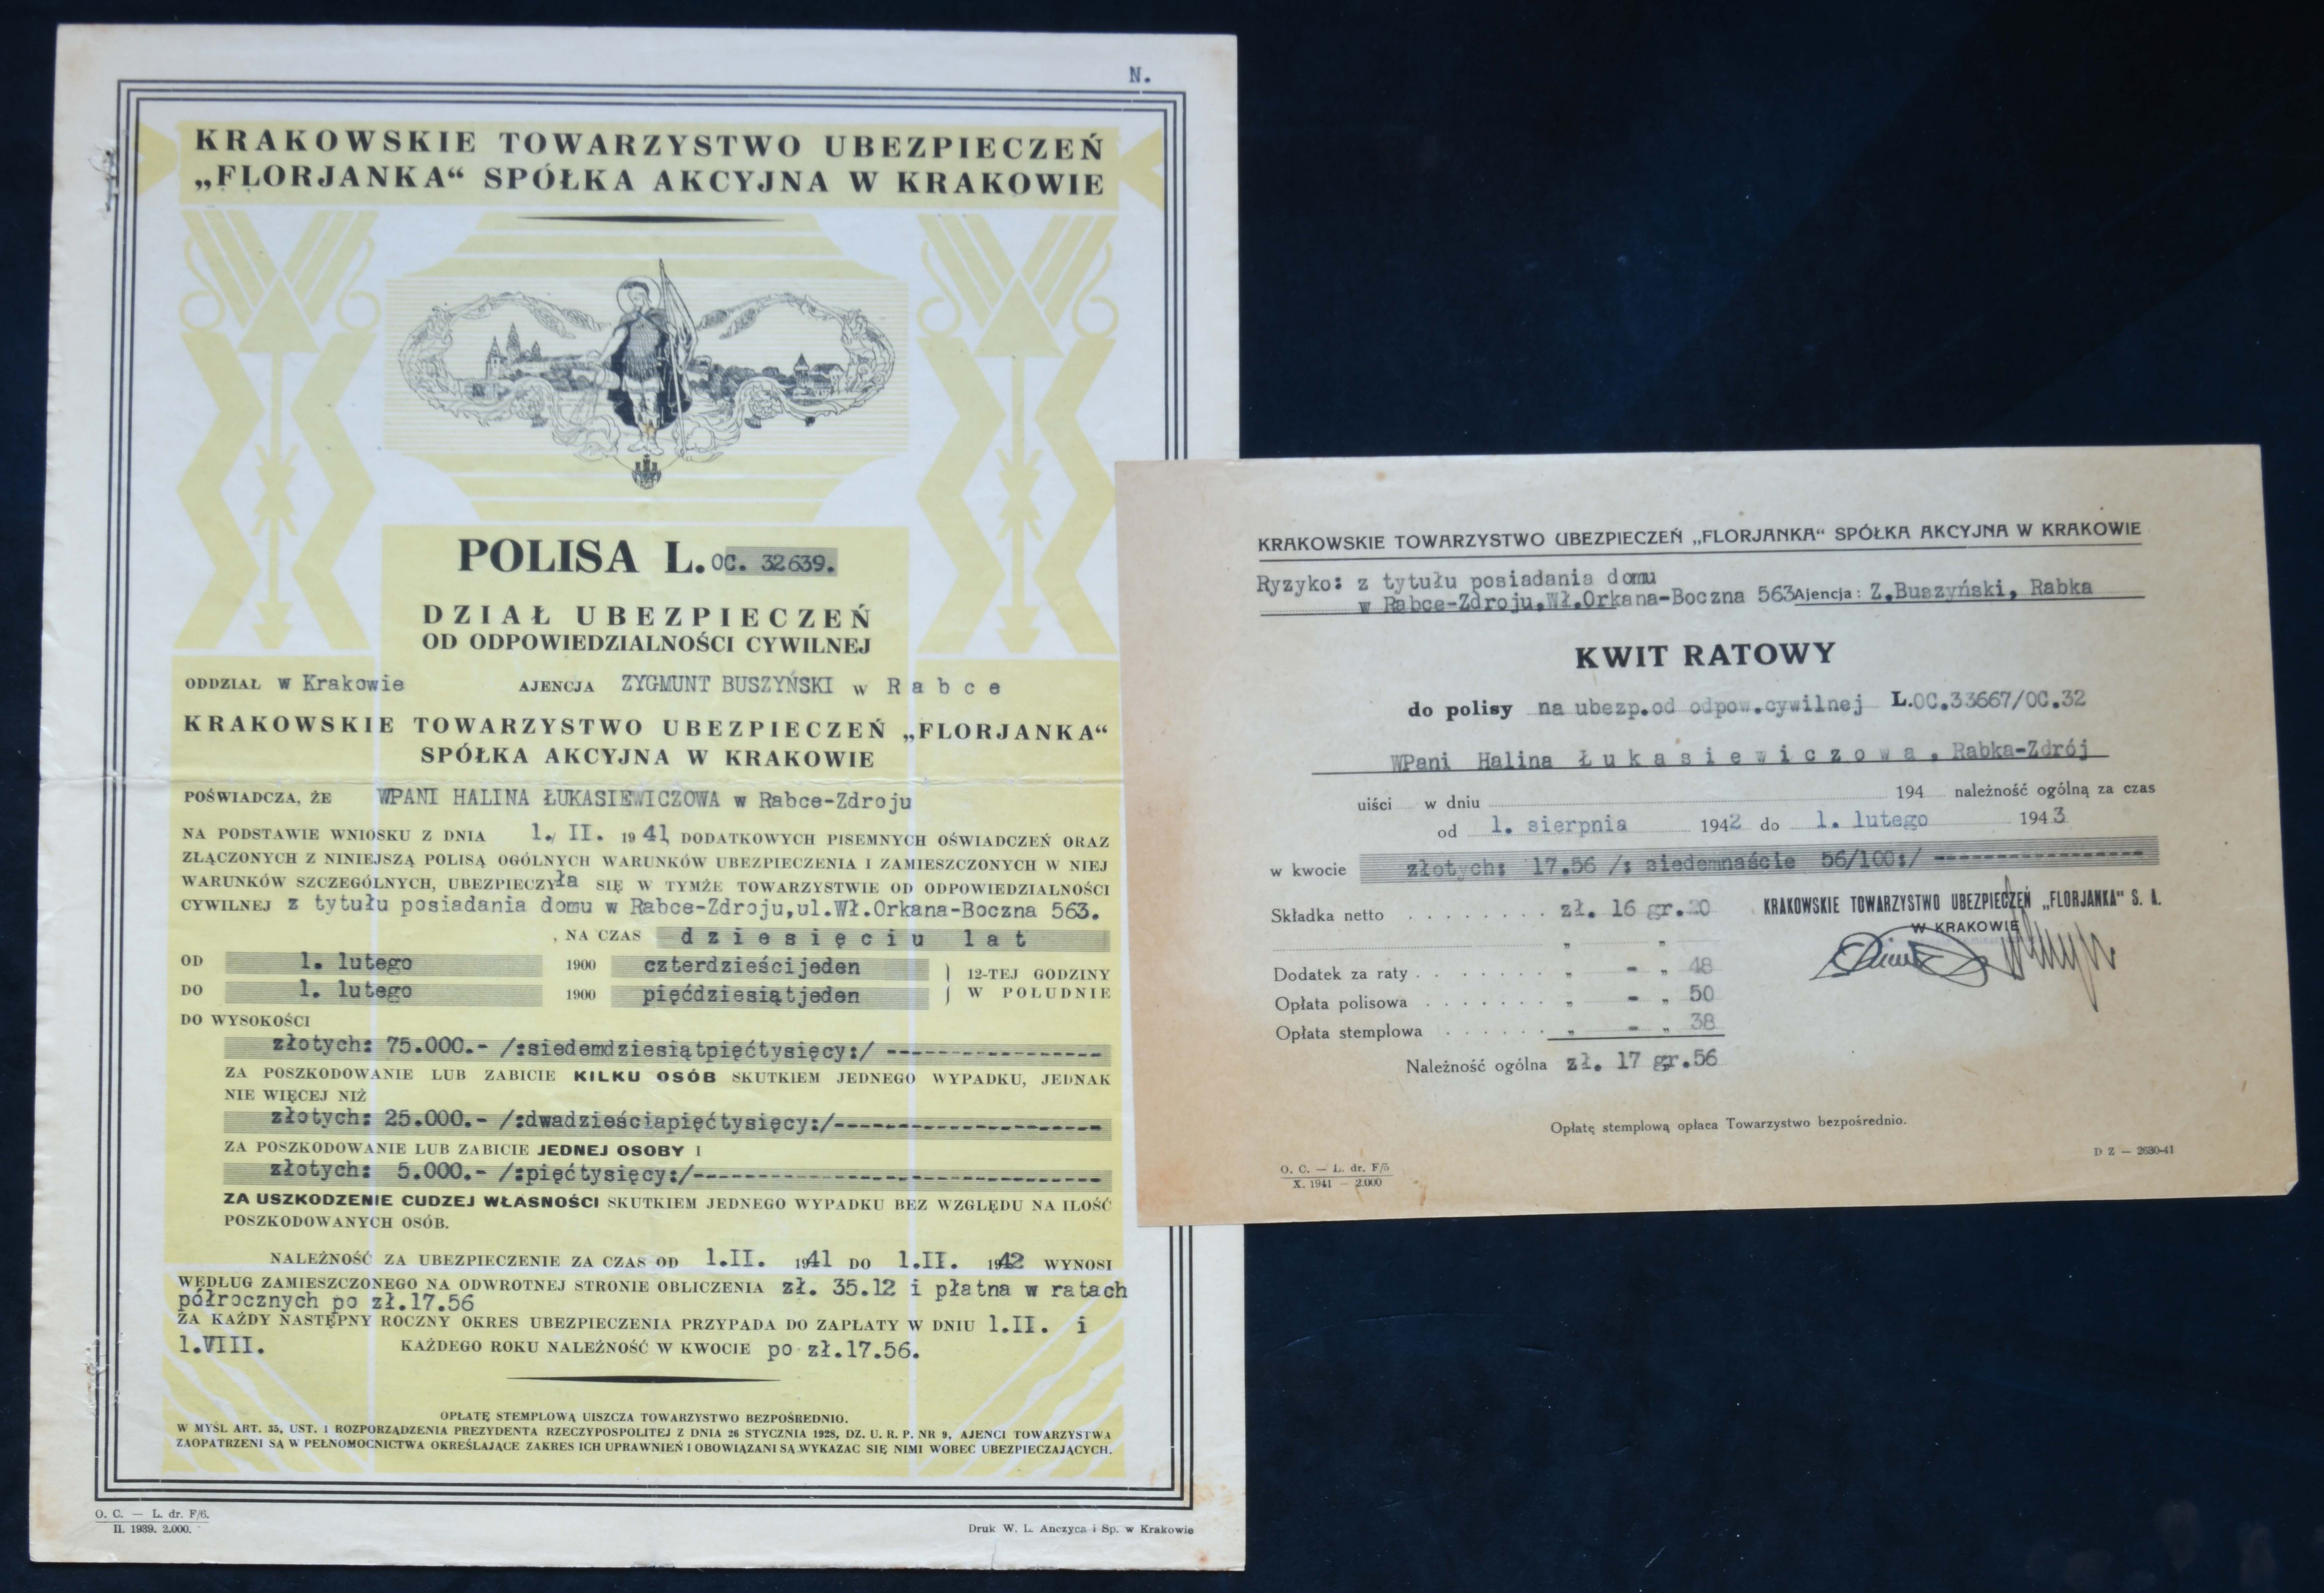 N.
KRAKOWSKIE TOWARZYSTWO UBEZPIECZEŃ
„FLORJANKA“ SPÓŁKA AKCYJNA W KRAKOWIE
POLISA L. OC. 32639.
DZIAŁ UBEZPIECZEŃ
OD ODPOWIEDZIALNOŚCI CYWILNEJ
ODDZIAŁ w Krakowie AJENCJA ZYGMUNT BUSZYŃSKI w R a b c e
KRAKOWSKIE TOWARZYSTWO UBEZPIECZEŃ „FLORJANKA“
SPÓŁKA AKCYJNA W KRAKOWIE
POŚWIADCZA, ŻE WPANI HALINA ŁUKASIEWICZOWA w Rabce-Zdroju
NA PODSTAWIE WNIOSKU Z DNIA 1. II. 1941, DODATKOWYCH PISEMNYCH OŚWIADCZEŃ ORAZ
ZŁĄCZONYCH Z NINIEJSZĄ POLISĄ OGÓLNYCH WARUNKÓW UBEZPIECZENIA I ZAMIESZCZONYCH W NIEJ
WARUNKÓW SZCZEGÓLNYCH, UBEZPIECZYła SIĘ W TYMŻE TOWARZYSTWIE OD ODPOWIEDZIALNOŚCI
CYWILNEJ z tytułu posiadania domu w Rabce-Zdroju,ul.Wł.Orkana-Boczna 563.
, NA CZAS d z i e s i ę c i u l a t
OD 1. lutego 1900 czterdzieścijeden } 12-TEJ GODZINY
DO 1. lutego 1900 pięćdziesiątjeden } W POŁUDNIE
DO WYSOKOŚCI
złotych: 75.000.- /:siedemdziesiątpięćtysięcy:/ -----------------
ZA POSZKODOWANIE LUB ZABICIE KILKU OSÓB SKUTKIEM JEDNEGO WYPADKU, JEDNAK
NIE WIĘCEJ NIŻ
złotych: 25.000.- /:dwadzieściapięćtysięcy:/---------------------
ZA POSZKODOWANIE LUB ZABICIE JEDNEJ OSOBY I
złotych: 5.000.- /:pięćtysięcy:/--------------------------------
ZA USZKODZENIE CUDZEJ WŁASNOŚCI SKUTKIEM JEDNEGO WYPADKU BEZ WZGLĘDU NA ILOŚĆ
POSZKODOWANYCH OSÓB.
NALEŻNOŚĆ ZA UBEZPIECZENIE ZA CZAS OD 1.II. 1941 DO 1.II. 1942 WYNOSI
WEDŁUG ZAMIESZCZONEGO NA ODWROTNEJ STRONIE OBLICZENIA zł. 35.12 i płatna w ratach
półrocznych po zł.17.56
ZA KAŻDY NASTĘPNY ROCZNY OKRES UBEZPIECZENIA PRZYPADA DO ZAPŁATY W DNIU 1.II. i
1.VIII. KAŻDEGO ROKU NALEŻNOŚĆ W KWOCIE po zł.17.56.
OPŁATĘ STEMPLOWĄ UISZCZA TOWARZYSTWO BEZPOŚREDNIO.
W MYŚL ART. 35, UST. 1 ROZPORZĄDZENIA PREZYDENTA RZECZYPOSPOLITEJ Z DNIA 26 STYCZNIA 1928, DZ. U. R. P. NR 9, AJENCI TOWARZYSTWA
ZAOPATRZENI SĄ W PEŁNOMOCNICTWA OKREŚLAJĄCE ZAKRES ICH UPRAWNIEŃ I OBOWIĄZANI SĄ WYKAZAC SIĘ NIMI WOBEC UBEZPIECZAJĄCYCH.
O. C. — L. dr. F/6.
II. 1939. 2.000.
Druk W. L. Anczyca i Sp. w Krakowie
KRAKOWSKIE TOWARZYSTWO UBEZPIECZEŃ „FLORJANKA“ SPÓŁKA AKCYJNA W KRAKOWIE
Ryzyko: z tytułu posiadania domu
w Rabce-Zdroju,Wł.Orkana-Boczna 563 Ajencja: Z.Buszyński, Rabka
KWIT RATOWY
do polisy na ubezp.od odpow.cywilnej L.OC.33667/OC.32
WPani Halina Ł u k a s i e w i c z o w a , Rabka-Zdrój
uiści w dniu 194 należność ogólną za czas
od 1. sierpnia 1942 do 1. lutego 1943
w kwocie złotych: 17.56 /: siedemnaście 56/100:/ -----------------
Składka netto . . . . . . . . zł. 16 gr.20
„ „
Dodatek za raty . . . . . . . „ - „ 48
Opłata polisowa . . . . . . . „ - „ 50
Opłata stemplowa . . . . . . „ - „ 38
Należność ogólna zł. 17 gr.56
KRAKOWSKIE TOWARZYSTWO UBEZPIECZEŃ „FLORJANKA“ S. A.
W KRAKOWIE
Opłatę stemplową opłaca Towarzystwo bezpośrednio.
O. C. — L. dr. F/5
X. 1941 — 2.000
D Z — 2630-41